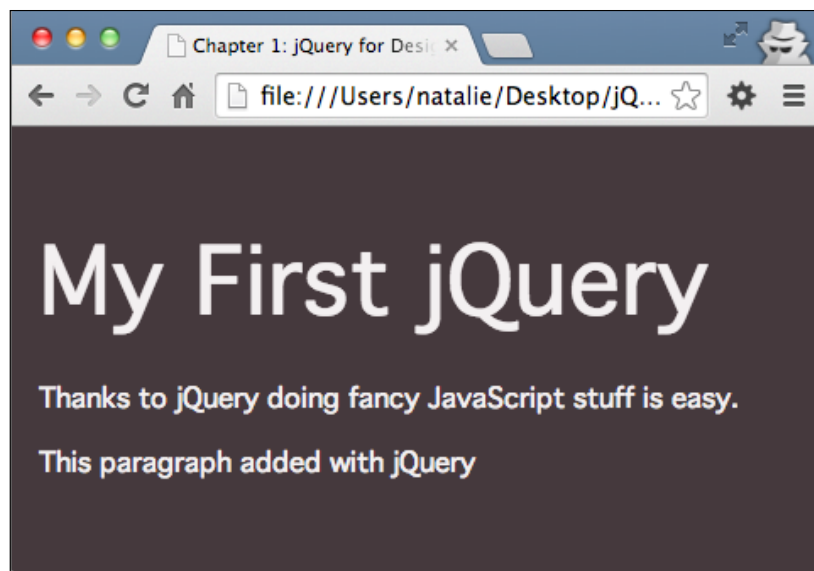 Chapter 1: jQuery for Desi
file:///Users/natalie/Desktop/jQ...
My First jQuery
Thanks to jQuery doing fancy JavaScript stuff is easy.
This paragraph added with jQuery